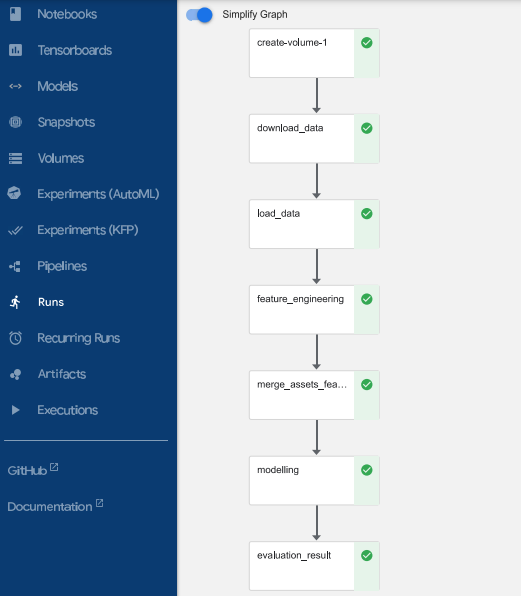 Notebooks
Tensorboards
Models
Snapshots
Volumes
Experiments (AutoML)
Experiments (KFP)
Pipelines
Runs
Recurring Runs
Artifacts
Executions
GitHub
Documentation
Simplify Graph
create-volume-1
download_data
load_data
feature_engineering
merge_assets_fea...
modelling
evaluation_result